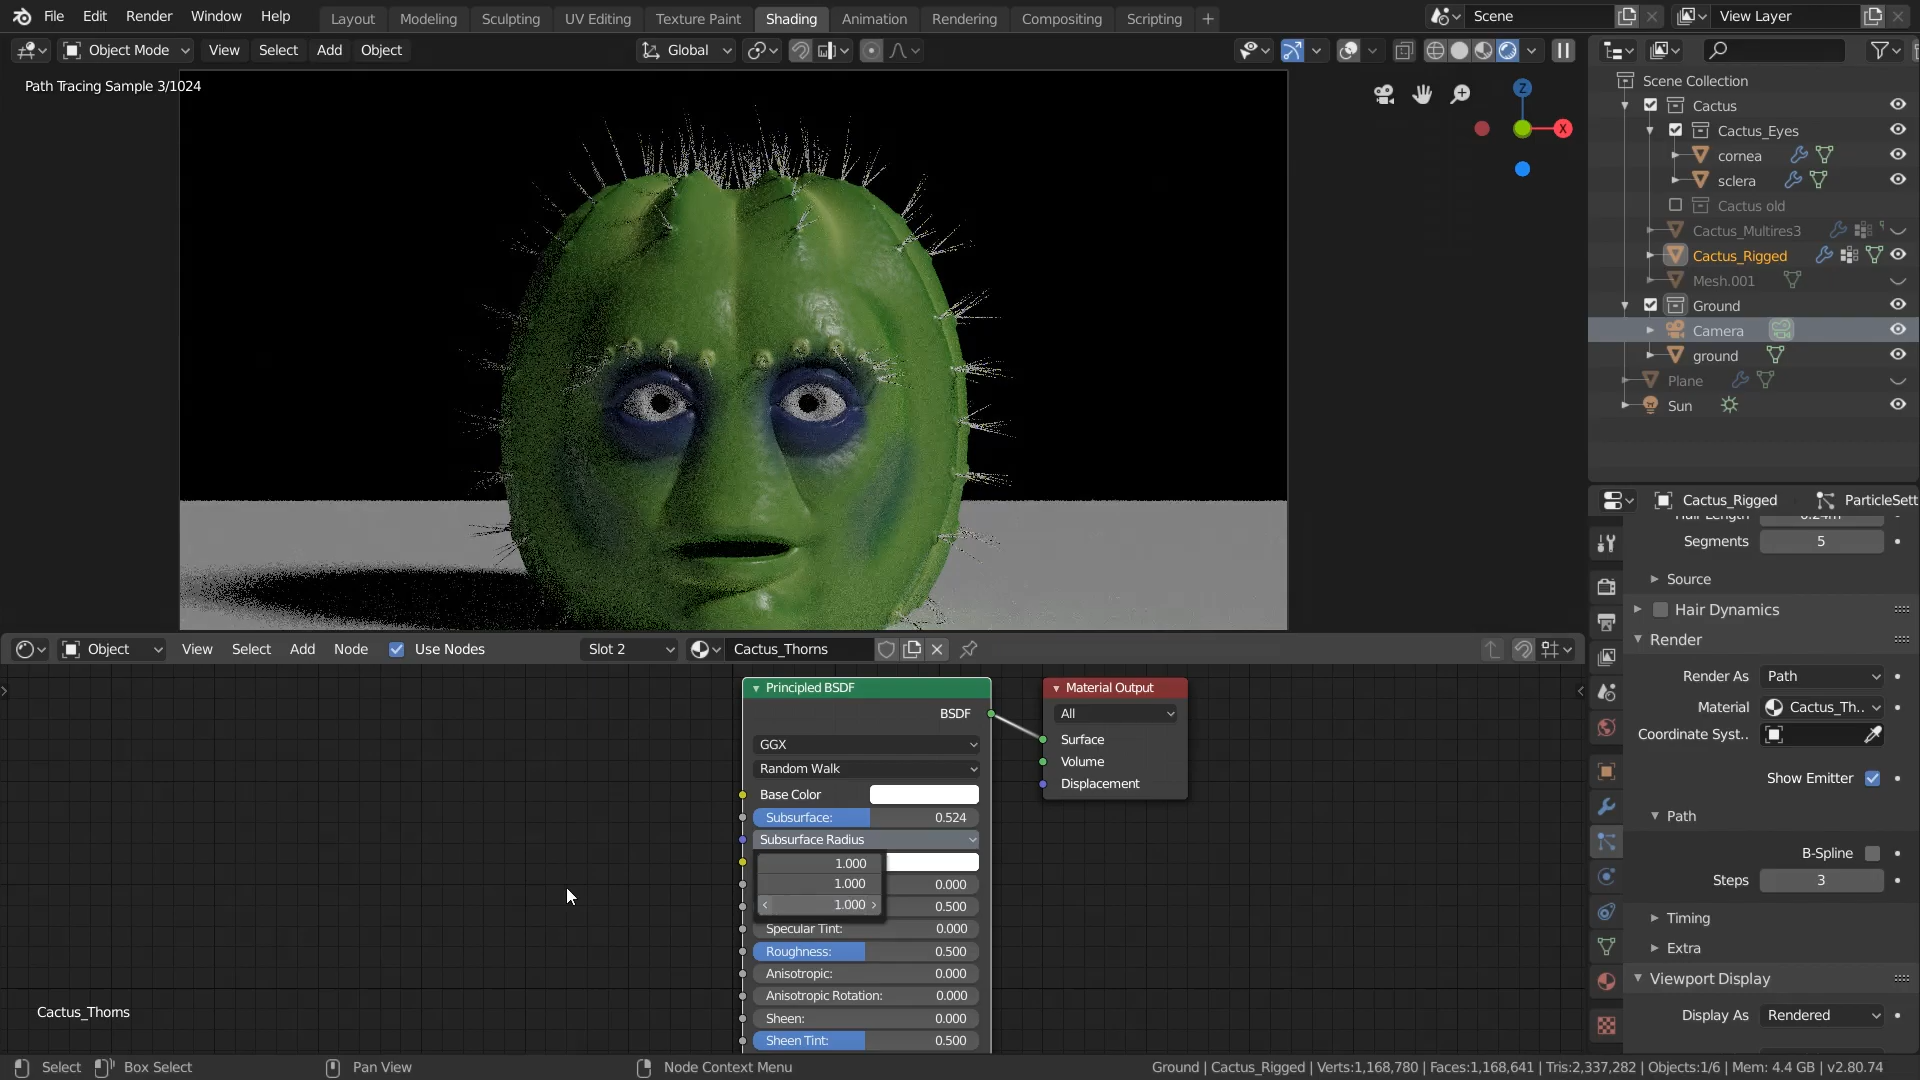 File Edit Render Window Help Layout Modeling Sculpting UV Editing Texture Paint Shading Animation Rendering Compositing Scripting + Scene View Layer
Object Mode View Select Add Object Global
Path Tracing Sample 3/1024
Z
X
Scene Collection
Cactus
Cactus_Eyes
cornea
sclera
Cactus old
Cactus_Multires3
Cactus_Rigged
Mesh.001
Ground
Camera
ground
Plane
Sun
Cactus_Rigged ParticleSett
Hair Length 0.24m
Segments 5
Source
Hair Dynamics
Render
Render As Path
Material Cactus_Th..
Coordinate Syst..
Show Emitter
Path
B-Spline
Steps 3
Timing
Extra
Viewport Display
Display As Rendered
Object View Select Add Node Use Nodes Slot 2 Cactus_Thorns
Principled BSDF
BSDF
GGX
Random Walk
Base Color
Subsurface: 0.524
Subsurface Radius
1.000
1.000 0.000
1.000 0.500
Specular Tint: 0.000
Roughness: 0.500
Anisotropic: 0.000
Anisotropic Rotation: 0.000
Sheen: 0.000
Sheen Tint: 0.500
Material Output
All
Surface
Volume
Displacement
Cactus_Thorns
Select Box Select Pan View Node Context Menu Ground | Cactus_Rigged | Verts:1,168,780 | Faces:1,168,641 | Tris:2,337,282 | Objects:1/6 | Mem: 4.4 GB | v2.80.74